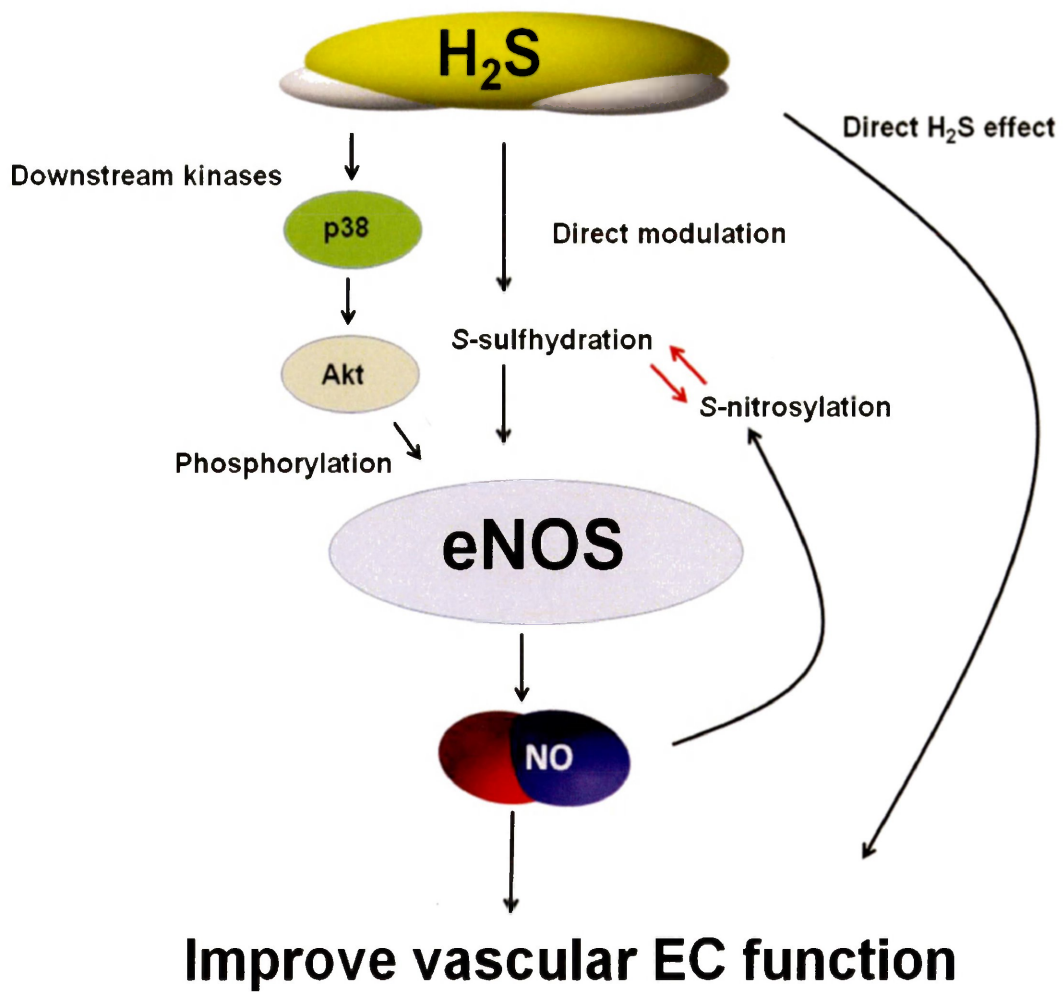 H₂S
Direct H₂S effect
Downstream kinases
p38
Direct modulation
S-sulfhydration
Akt
S-nitrosylation
Phosphorylation
eNOS
NO
Improve vascular EC function